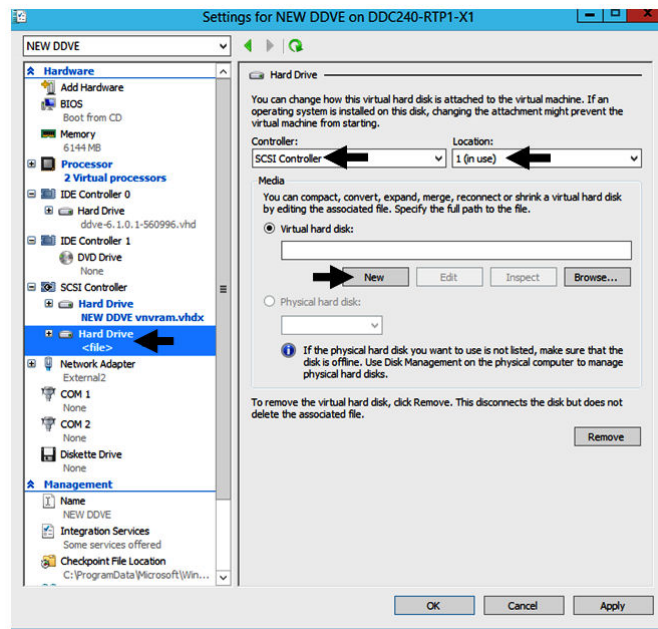 Settings for NEW DDVE on DDC240-RTP1-X1
NEW DDVE
Hardware
Add Hardware
BIOS
Boot from CD
Memory
6144 MB
Processor
2 Virtual processors
IDE Controller 0
Hard Drive
ddve-6.1.0.1-560996.vhd
IDE Controller 1
DVD Drive
None
SCSI Controller
Hard Drive
NEW DDVE vnvram.vhdx
Hard Drive
<file>
Network Adapter
External2
COM 1
None
COM 2
None
Diskette Drive
None
Management
Name
NEW DDVE
Integration Services
Some services offered
Checkpoint File Location
C:\ProgramData\Microsoft\Win...
Hard Drive
You can change how this virtual hard disk is attached to the virtual machine. If an
operating system is installed on this disk, changing the attachment might prevent the
virtual machine from starting.
Controller: Location:
SCSI Controller 1 (in use)
Media
You can compact, convert, expand, merge, reconnect or shrink a virtual hard disk
by editing the associated file. Specify the full path to the file.
Virtual hard disk:
New Edit Inspect Browse...
Physical hard disk:
If the physical hard disk you want to use is not listed, make sure that the
disk is offline. Use Disk Management on the physical computer to manage
physical hard disks.
To remove the virtual hard disk, click Remove. This disconnects the disk but does not
delete the associated file.
Remove
OK Cancel Apply